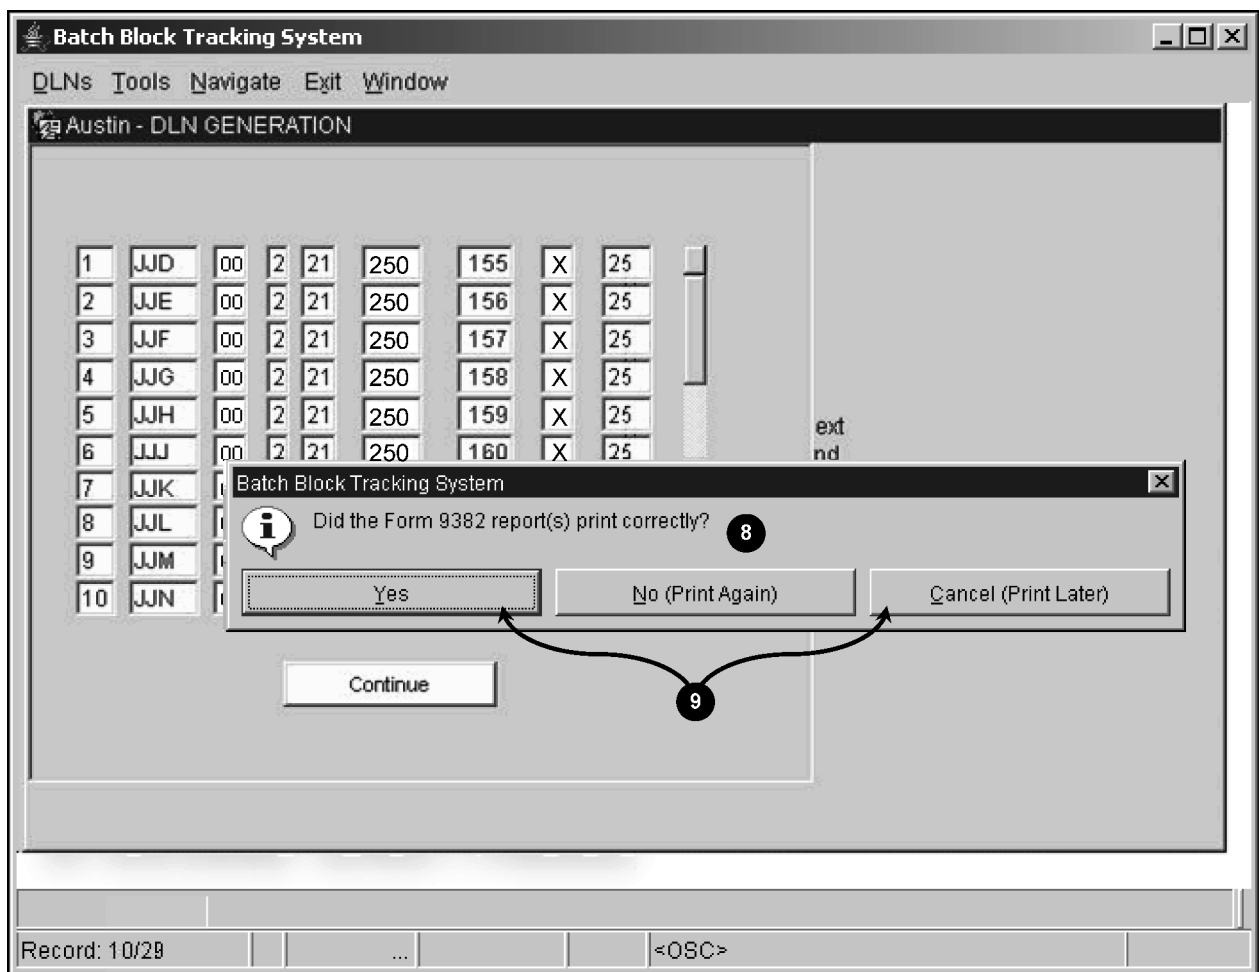 Batch Block Tracking System
DLNs Tools Navigate Exit Window
Austin - DLN GENERATION
1 JJD 00 2 21 250 155 X 25
2 JJE 00 2 21 250 156 X 25
3 JJF 00 2 21 250 157 X 25
4 JJG 00 2 21 250 158 X 25
5 JJH 00 2 21 250 159 X 25
ext
6 JJJ 00 2 21 250 160 X 25
nd
7 JJK
Batch Block Tracking System
8 JJL
Did the Form 9382 report(s) print correctly?
8
9 JJM
10 JJN
Yes No (Print Again) Cancel (Print Later)
Continue
9
Record: 10/2
... <OSC>